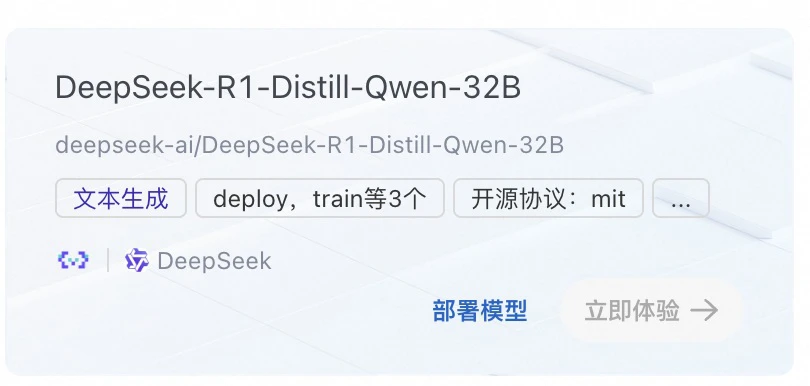 DeepSeek-R1-Distill-Qwen-32B
deepseek-ai/DeepSeek-R1-Distill-Qwen-32B
文本生成 deploy，train等3个 开源协议：mit ...
DeepSeek
部署模型 立即体验 →